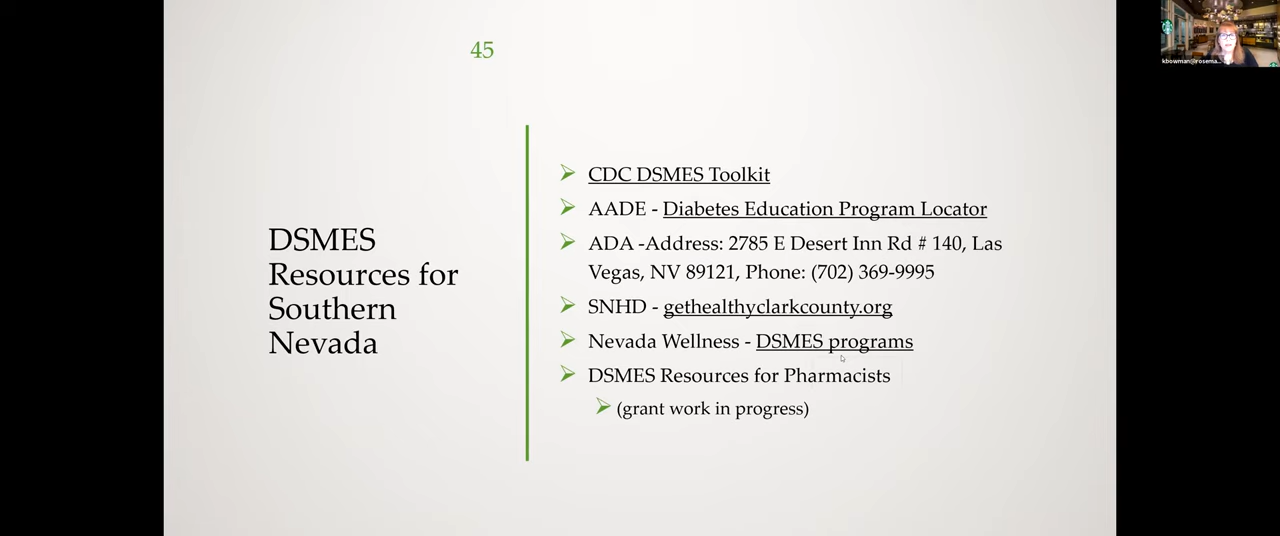 45
DSMES
Resources for
Southern
Nevada
CDC DSMES Toolkit
AADE - Diabetes Education Program Locator
ADA -Address: 2785 E Desert Inn Rd # 140, Las
Vegas, NV 89121, Phone: (702) 369-9995
SNHD - gethealthyclarkcounty.org
Nevada Wellness - DSMES programs
DSMES Resources for Pharmacists
(grant work in progress)
kbowman@rosema...